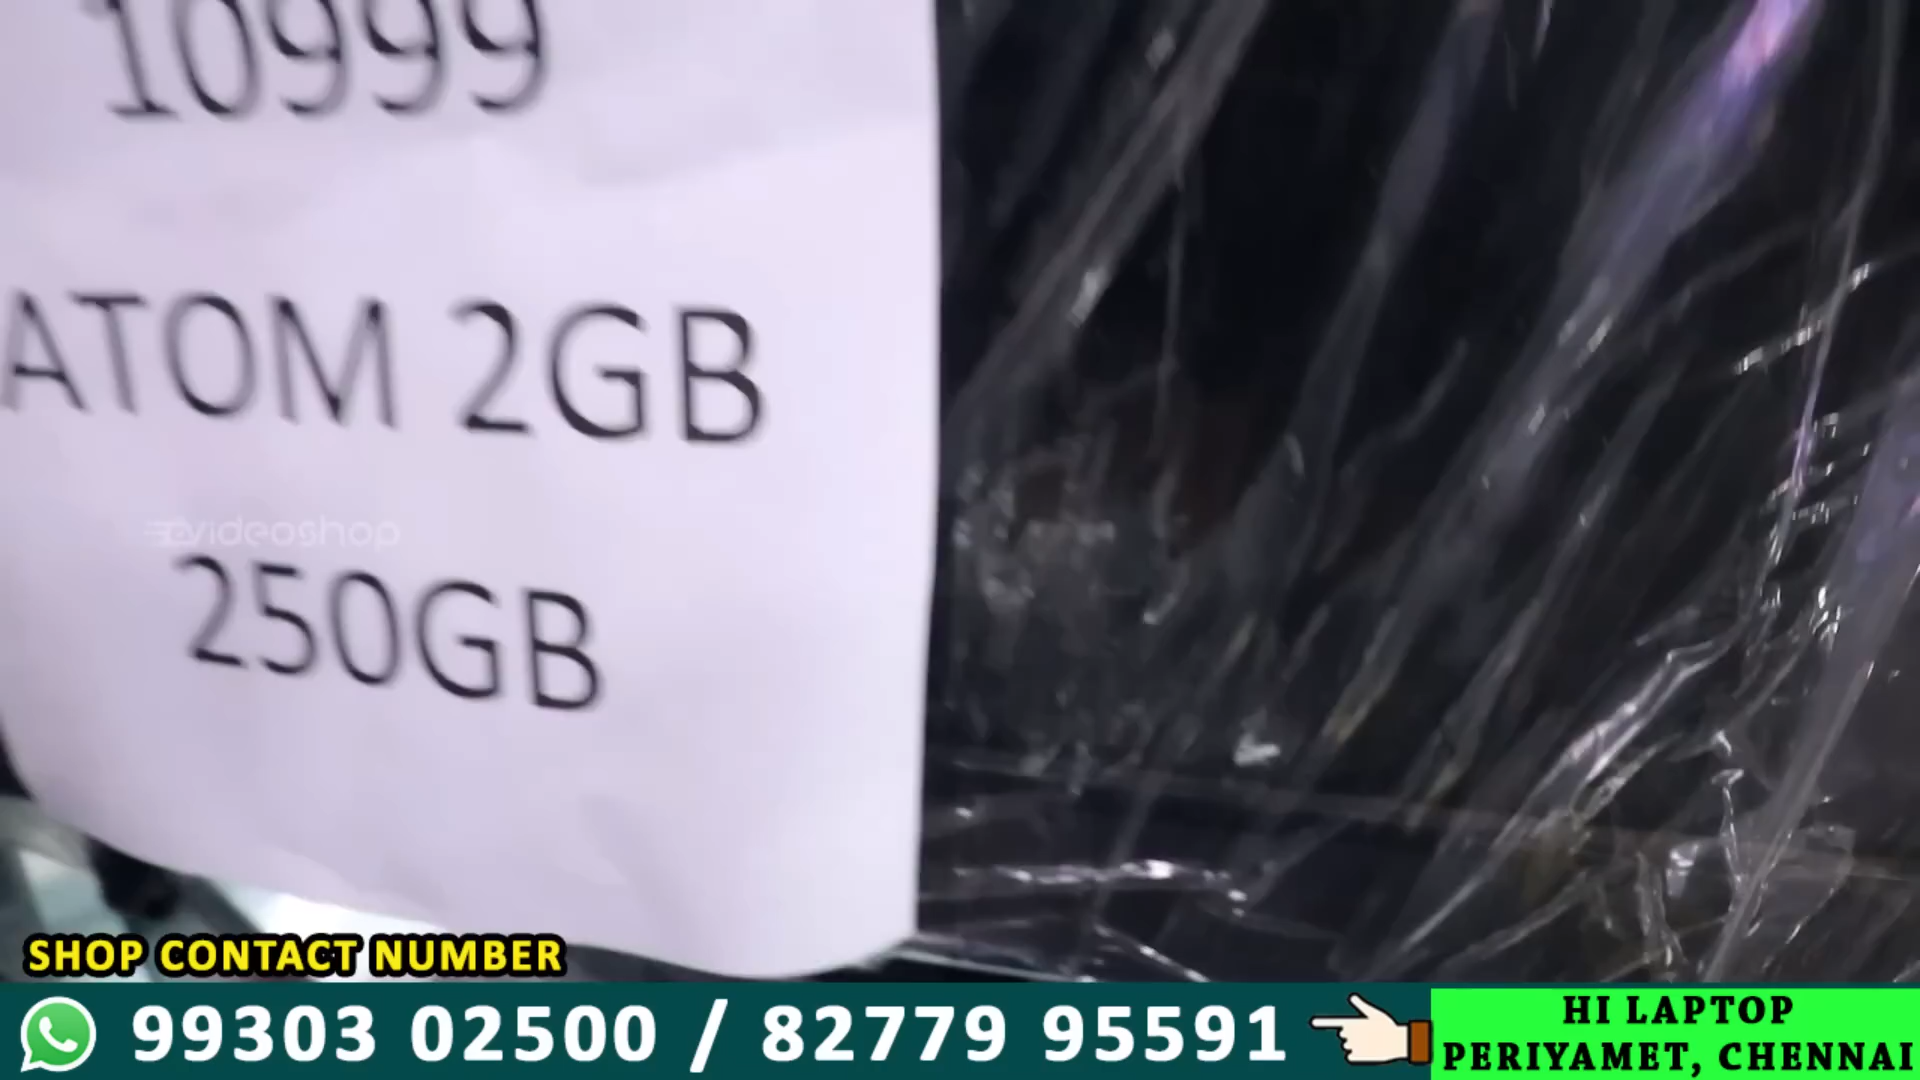 10999
ATOM 2GB
videoshop
250GB
SHOP CONTACT NUMBER
99303 02500 / 82779 95591
HI LAPTOP
PERIYAMET, CHENNAI